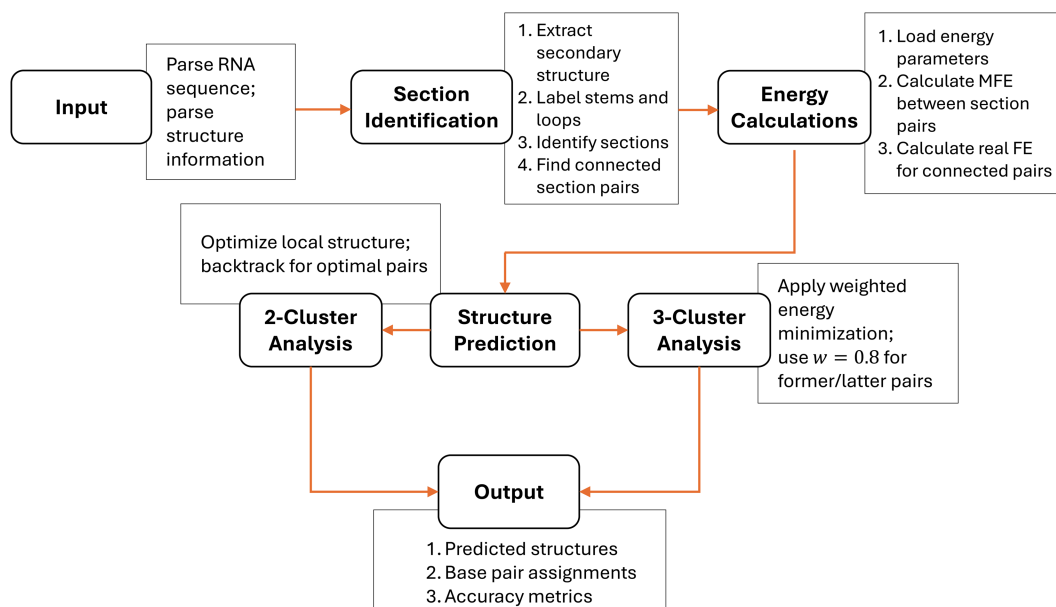 Input
Parse RNA
sequence;
parse
structure
information
Section
Identification
1. Extract
secondary
structure
2. Label stems and
loops
3. Identify sections
4. Find connected
section pairs
Energy
Calculations
1. Load energy
parameters
2. Calculate MFE
between section
pairs
3. Calculate real FE
for connected pairs
Optimize local structure;
backtrack for optimal pairs
2-Cluster
Analysis
Structure
Prediction
3-Cluster
Analysis
Apply weighted
energy
minimization;
use w = 0.8 for
former/latter pairs
Output
1. Predicted structures
2. Base pair assignments
3. Accuracy metrics